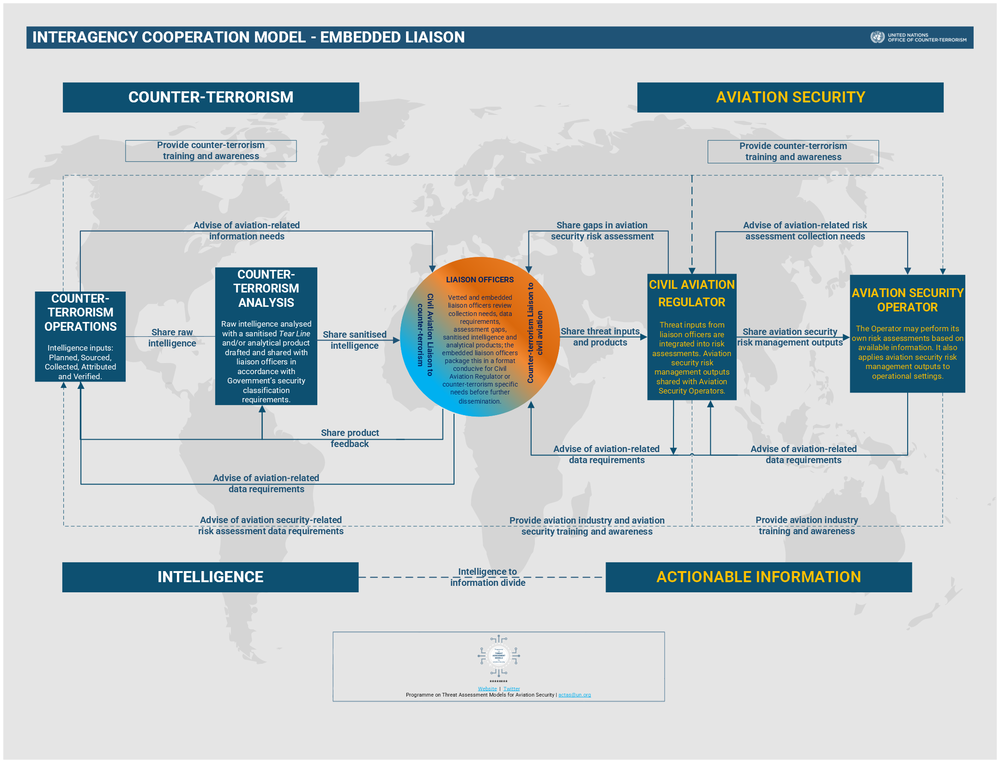 INTERAGENCY COOPERATION MODEL - EMBEDDED LIAISON
UNITED NATIONS
OFFICE OF COUNTER-TERRORISM
COUNTER-TERRORISM
AVIATION SECURITY
Provide counter-terrorism
training and awareness
Provide counter-terrorism
training and awareness
Advise of aviation-related
information needs
Share gaps in aviation
security risk assessment
Advise of aviation-related risk
assessment collection needs
COUNTER-
TERRORISM
OPERATIONS
Intelligence inputs:
Planned, Sourced,
Collected, Attributed
and Verified.
Share raw
intelligence
COUNTER-
TERRORISM
ANALYSIS
Raw intelligence analysed
with a sanitised Tear Line
and/or analytical product
drafted and shared with
liaison officers in
accordance with
Government's security
classification
requirements.
Share sanitised
intelligence
LIAISON OFFICERS
Civil Aviation Liaison to
counter-terrorism
Vetted and embedded
liaison officers review
collection needs, data
requirements,
assessment gaps,
sanitised intelligence and
analytical products; the
embedded liaison officers
package this in a format
conducive for Civil
Aviation Regulator or
counter-terrorism specific
needs before further
dissemination.
Counter-terrorism Liaison to
civil aviation
Share threat inputs
and products
CIVIL AVIATION
REGULATOR
Threat inputs from
liaison officers are
integrated into risk
assessments. Aviation
security risk
management outputs
shared with Aviation
Security Operators.
Share aviation security
risk management outputs
AVIATION SECURITY
OPERATOR
The Operator may perform its
own risk assessments based on
available information. It also
applies aviation security risk
management outputs to
operational settings.
Share product
feedback
Advise of aviation-related
data requirements
Advise of aviation-related
data requirements
Advise of aviation-related
data requirements
Advise of aviation security-related
risk assessment data requirements
Provide aviation industry and aviation
security training and awareness
Provide aviation industry
training and awareness
INTELLIGENCE
Intelligence to
information divide
ACTIONABLE INFORMATION
Programme
on
THREAT
ASSESSMENT
MODELS
for
Aviation Security
********
Website | Twitter
Programme on Threat Assessment Models for Aviation Security | actas@un.org